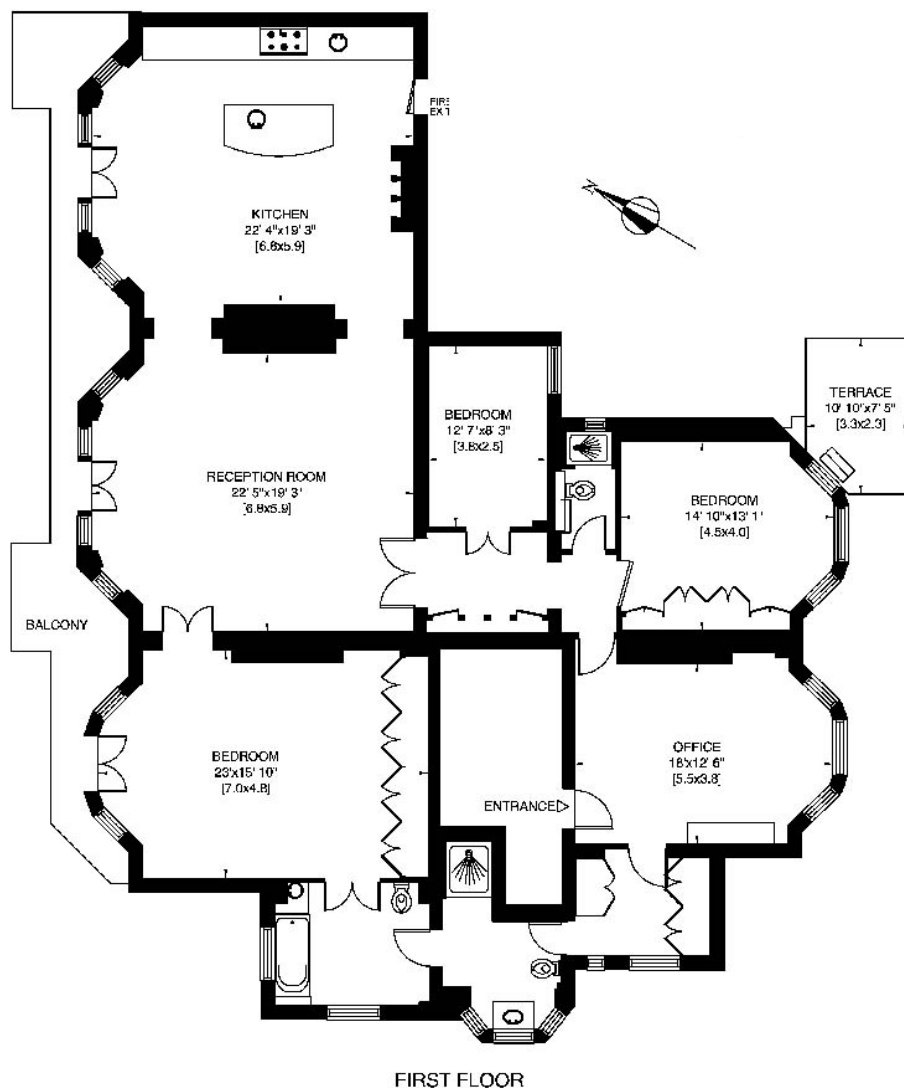 FIRE
EXIT
KITCHEN
22' 4"x19' 3"
[6.8x5.9]
N
TERRACE
10' 10"x7' 5"
[3.3x2.3]
BEDROOM
12' 7"x8' 3"
[3.8x2.5]
RECEPTION ROOM
22' 5"x19' 3'
[6.8x5.9]
BEDROOM
14' 10"x13' 1"
[4.5x4.0]
BALCONY
BEDROOM
23'x15' 10"
[7.0x4.8]
OFFICE
18'x12' 6"
[5.5x3.8]
ENTRANCE
FIRST FLOOR